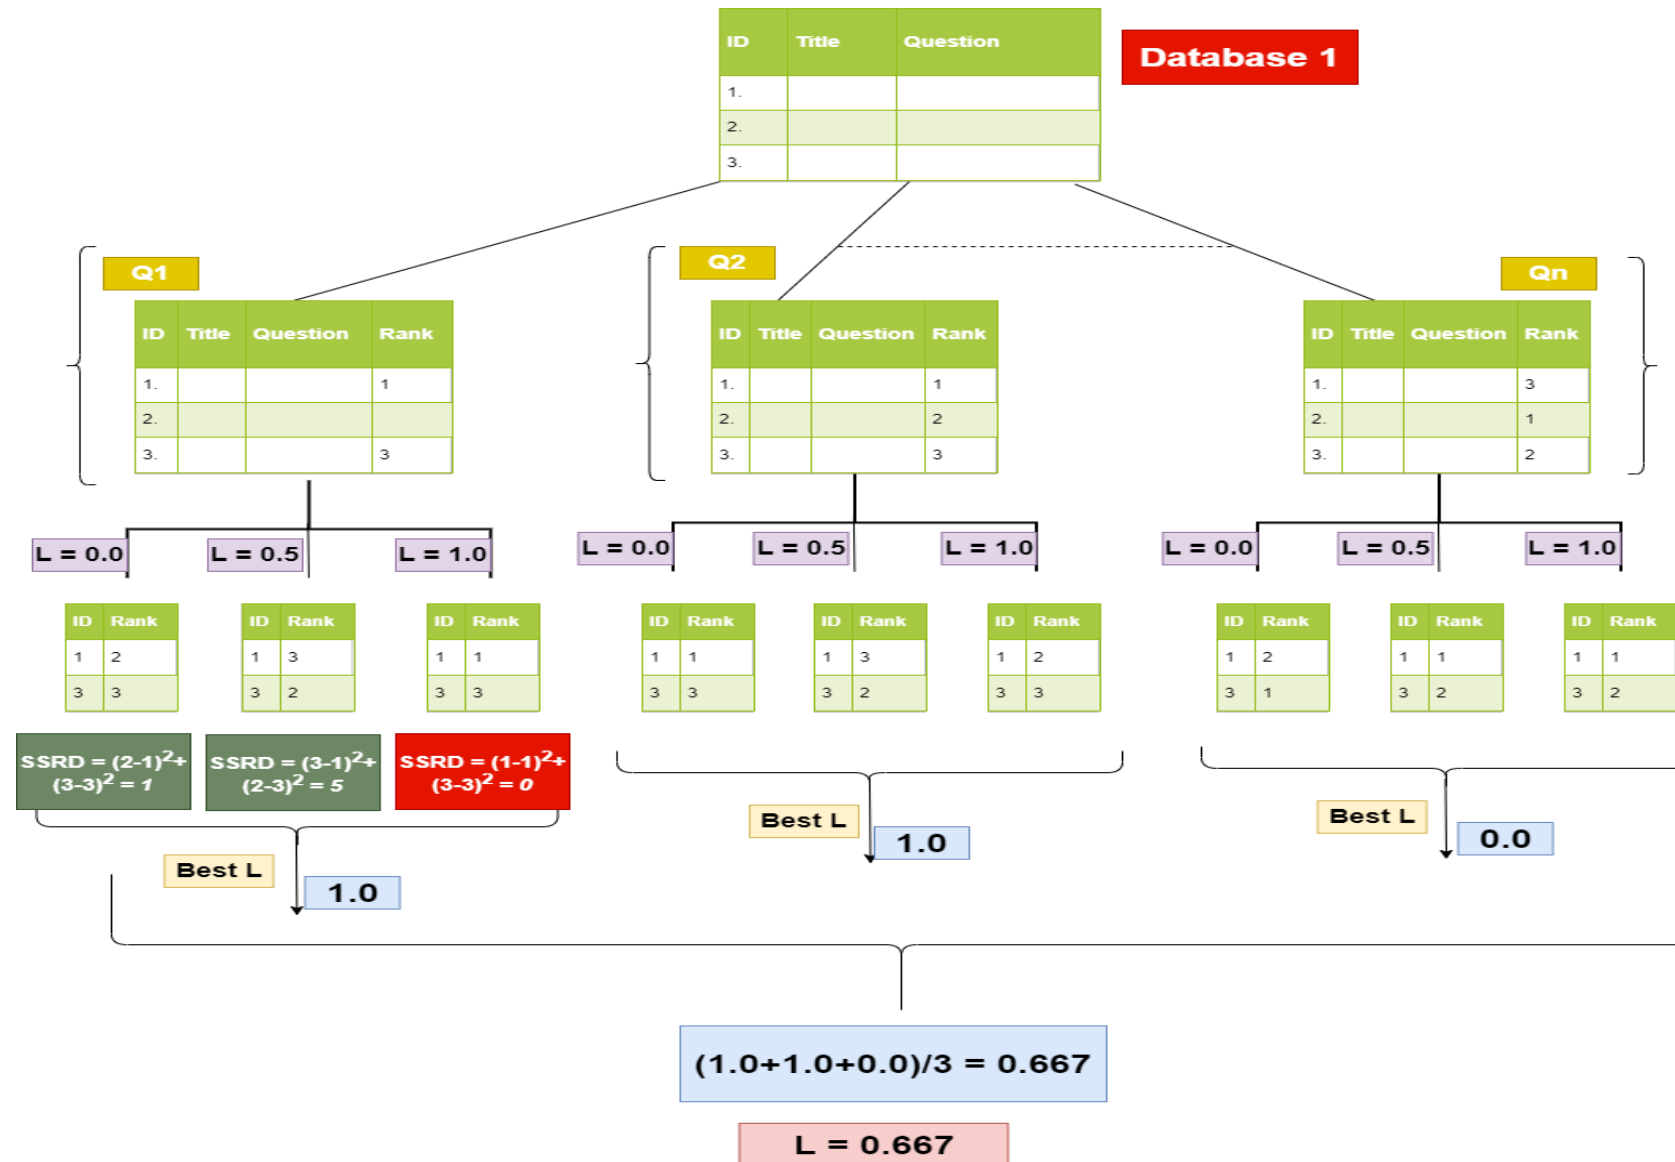 ID Title Question
Database 1
1.
2.
3.
Q1
Q2
Qn
ID Title Question Rank
1. 1
2.
3. 3
ID Title Question Rank
1. 1
2. 2
3. 3
ID Title Question Rank
1. 3
2. 1
3. 2
L = 0.0
L = 0.5
L = 1.0
L = 0.0
L = 0.5
L = 1.0
L = 0.0
L = 0.5
L = 1.0
ID Rank
1 2
3 3
ID Rank
1 3
3 2
ID Rank
1 1
3 3
ID Rank
1 1
3 3
ID Rank
1 3
3 2
ID Rank
1 2
3 3
ID Rank
1 2
3 1
ID Rank
1 1
3 2
ID Rank
1 1
3 2
SSRD = (2-1)²+
(3-3)² = 1
SSRD = (3-1)²+
(2-3)² = 5
SSRD = (1-1)²+
(3-3)² = 0
Best L
1.0
Best L
1.0
Best L
0.0
(1.0+1.0+0.0)/3 = 0.667
L = 0.667